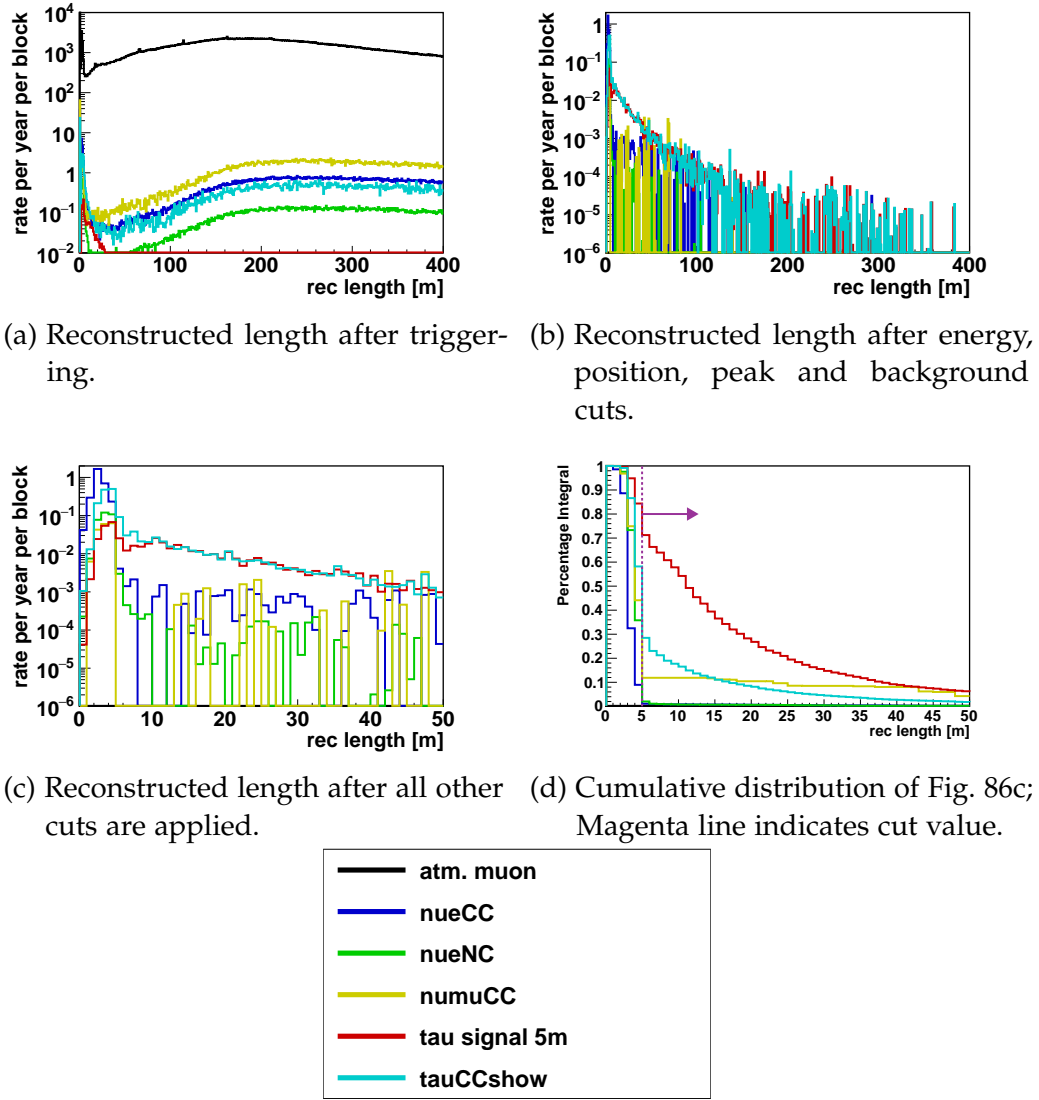 10⁴
10³
10²
10
1
10⁻¹
10⁻²
rate per year per block
0 100 200 300 400
rec length [m]
1
10⁻¹
10⁻²
10⁻³
10⁻⁴
10⁻⁵
10⁻⁶
rate per year per block
0 100 200 300 400
rec length [m]
(a) Reconstructed length after trigger-
ing.
(b) Reconstructed length after energy,
position, peak and background
cuts.
1
10⁻¹
10⁻²
10⁻³
10⁻⁴
10⁻⁵
10⁻⁶
rate per year per block
0 10 20 30 40 50
rec length [m]
1
0.9
0.8
0.7
0.6
0.5
0.4
0.3
0.2
0.1
0
Percentage Integral
0 5 10 15 20 25 30 35 40 45 50
rec length [m]
(c) Reconstructed length after all other
cuts are applied.
(d) Cumulative distribution of Fig. 86c;
Magenta line indicates cut value.
atm. muon
nueCC
nueNC
numuCC
tau signal 5m
tauCCshow